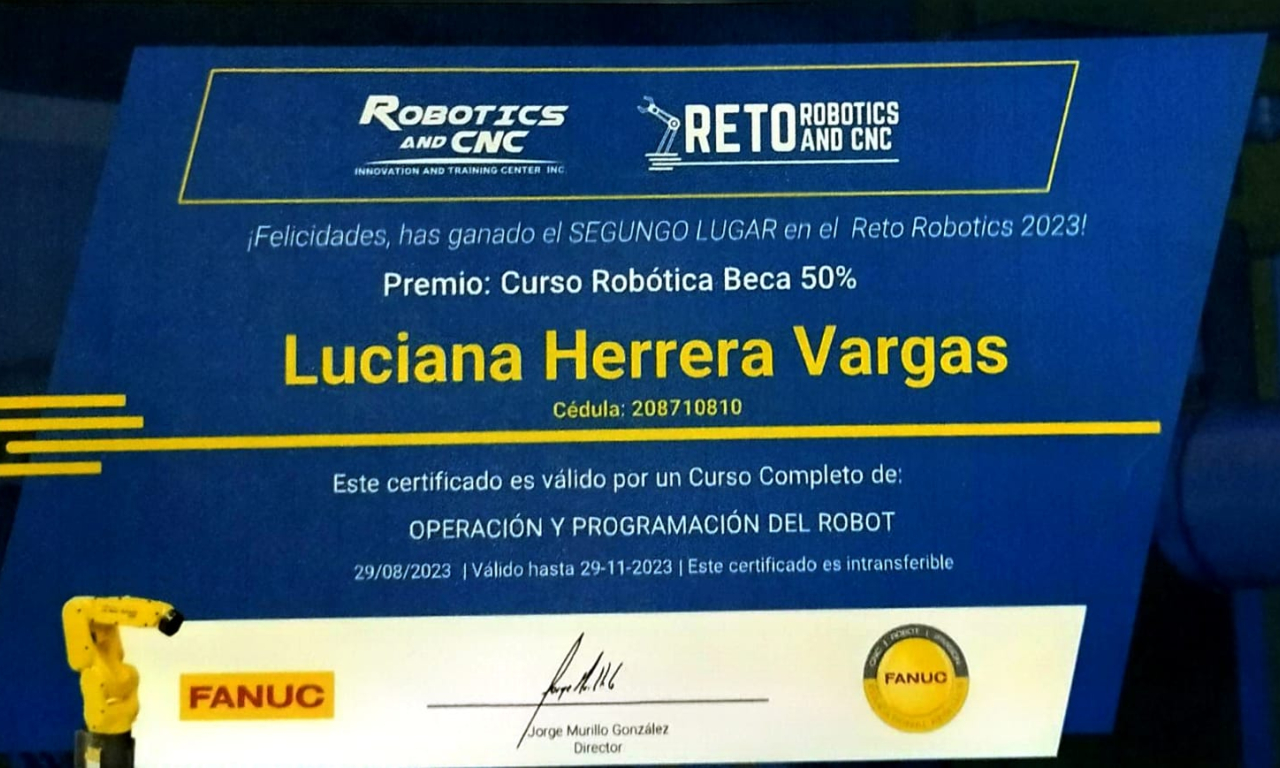 ROBOTICS
AND CNC
INNOVATION AND TRAINING CENTER INC.
RETO ROBOTICS
AND CNC
¡Felicidades, has ganado el SEGUNGO LUGAR en el Reto Robotics 2023!
Premio: Curso Robótica Beca 50%
Luciana Herrera Vargas
Cédula: 208710810
Este certificado es válido por un Curso Completo de:
OPERACIÓN Y PROGRAMACIÓN DEL ROBOT
29/08/2023 | Válido hasta 29-11-2023 | Este certificado es intransferible
FANUC
Jorge Murillo González
Director
CNC | ROBOT |
FANUC